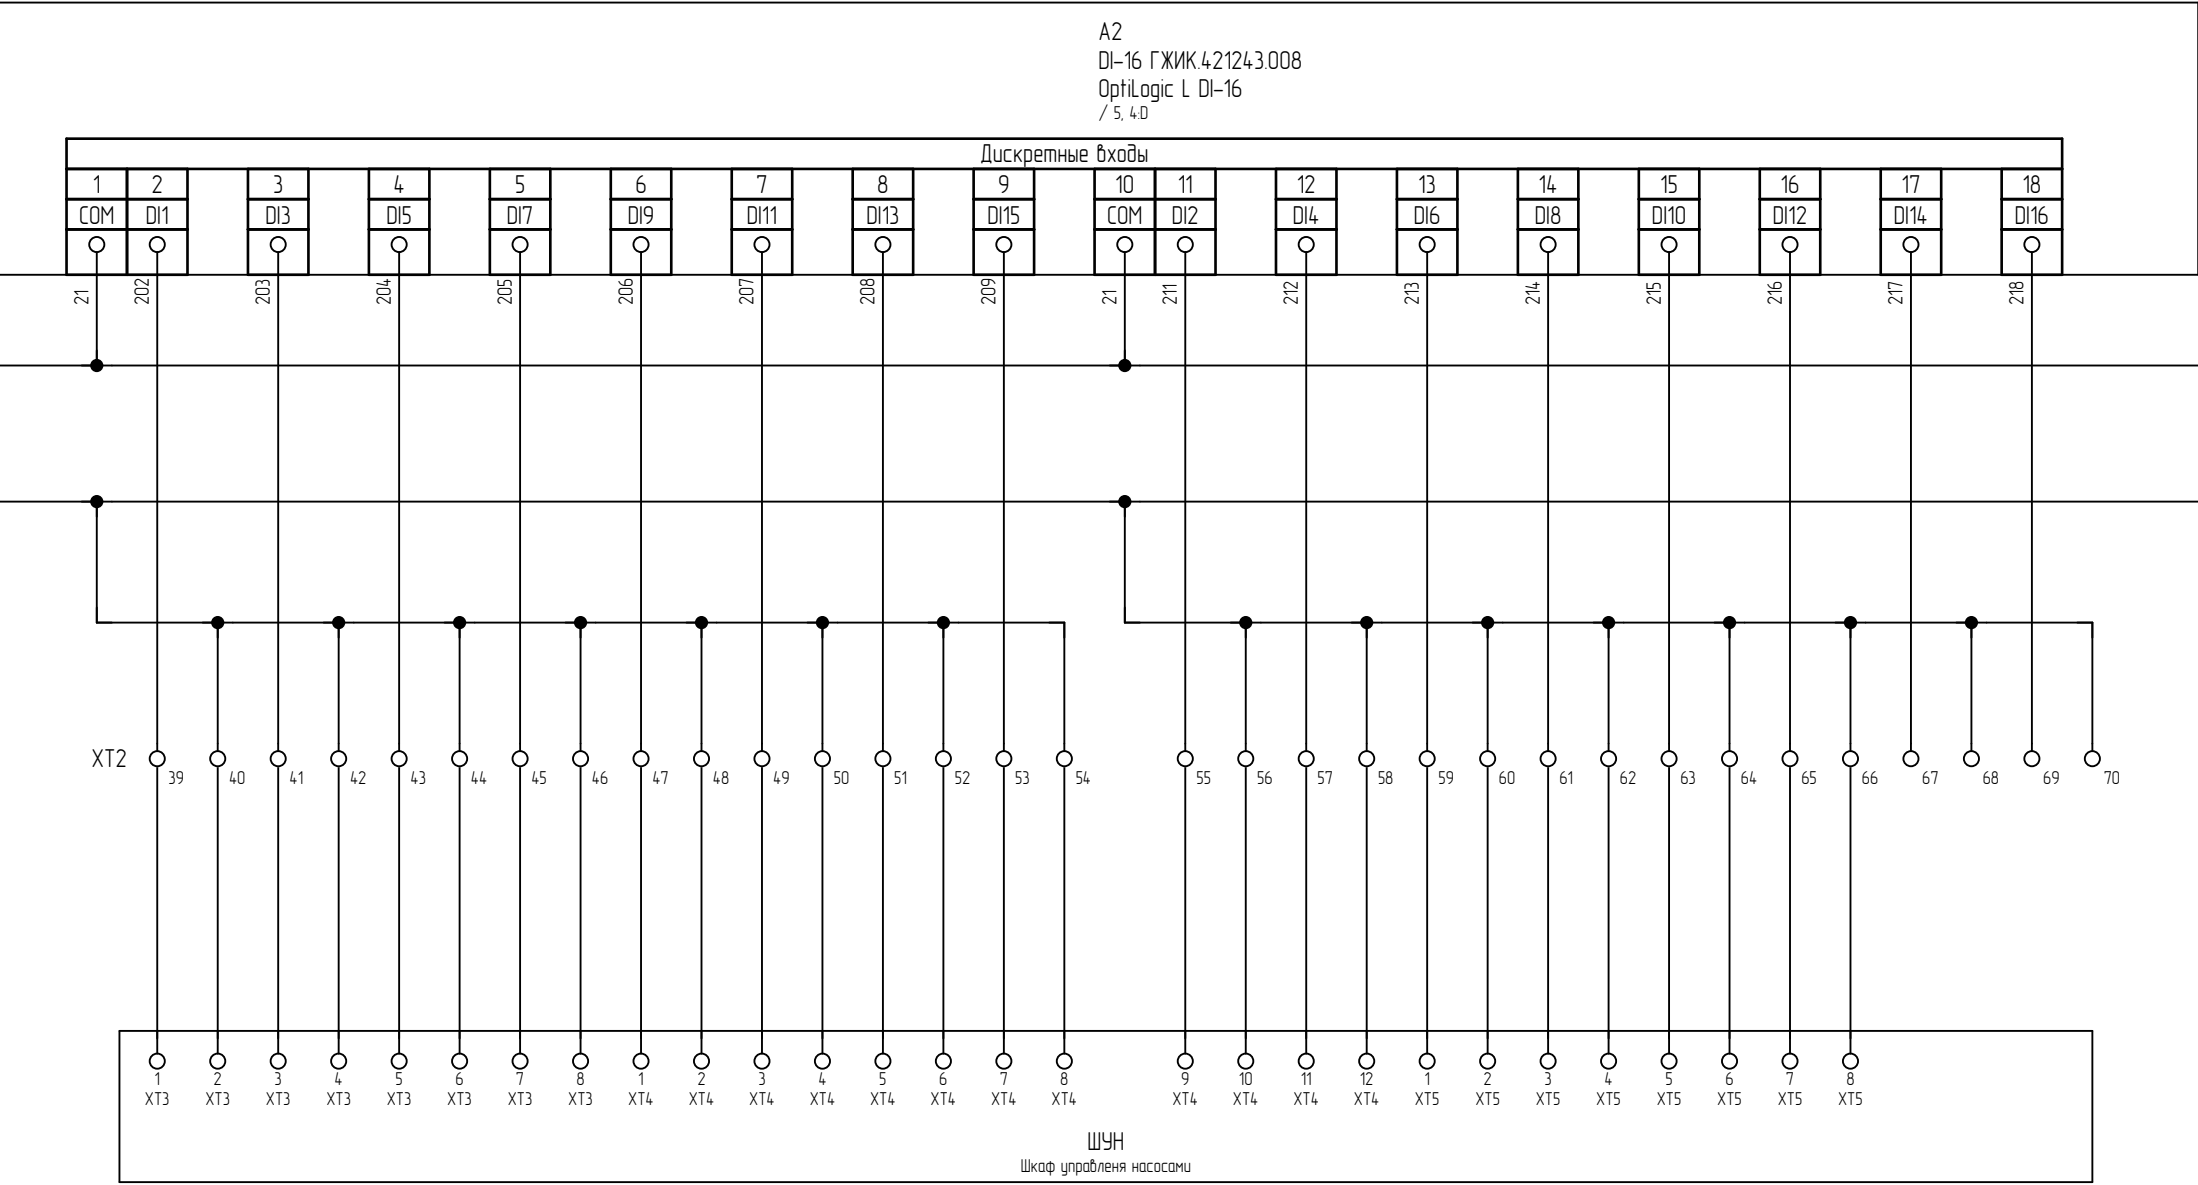 A2
DI-16 ГЖИК.421243.008
OptiLogic L DI-16
/ 5, 4:D
Дискретные входы
1 2 3 4 5 6 7 8 9 10 11 12 13 14 15 16 17 18
COM DI1 DI3 DI5 DI7 DI9 DI11 DI13 DI15 COM DI2 DI4 DI6 DI8 DI10 DI12 DI14 DI16
21 202 203 204 205 206 207 208 209 21 211 212 213 214 215 216 217 218
XT2
39 40 41 42 43 44 45 46 47 48 49 50 51 52 53 54 55 56 57 58 59 60 61 62 63 64 65 66 67 68 69 70
1 2 3 4 5 6 7 8 1 2 3 4 5 6 7 8 9 10 11 12 1 2 3 4 5 6 7 8
XT3 XT3 XT3 XT3 XT3 XT3 XT3 XT3 XT4 XT4 XT4 XT4 XT4 XT4 XT4 XT4 XT4 XT4 XT4 XT4 XT5 XT5 XT5 XT5 XT5 XT5 XT5 XT5
ШУН
Шкаф управленя насосами